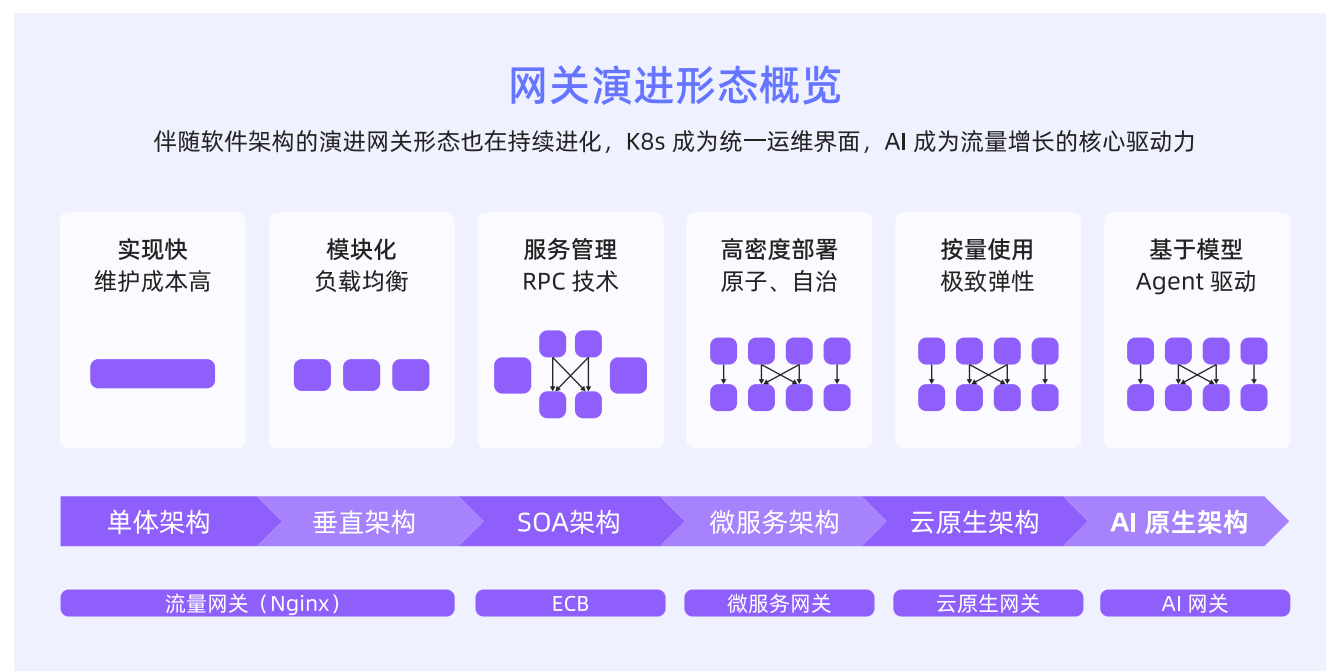 网关演进形态概览
伴随软件架构的演进网关形态也在持续进化，K8s 成为统一运维界面，AI 成为流量增长的核心驱动力
实现快
维护成本高
模块化
负载均衡
服务管理
RPC 技术
高密度部署
原子、自治
按量使用
极致弹性
基于模型
Agent 驱动
单体架构
垂直架构
SOA架构
微服务架构
云原生架构
AI 原生架构
流量网关（Nginx）
ECB
微服务网关
云原生网关
AI 网关